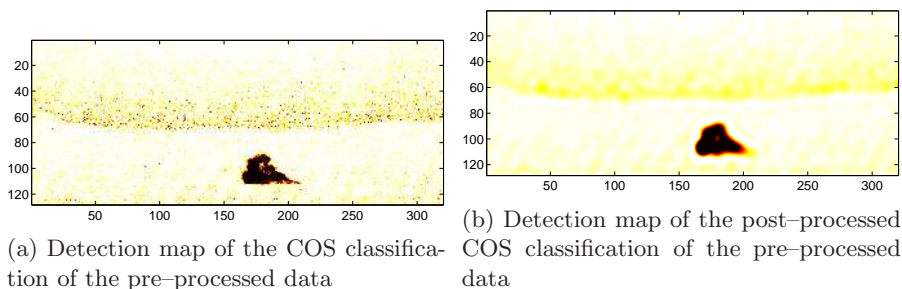 20
40
60
80
100
120
50 100 150 200 250 300
(a) Detection map of the COS classifica-
tion of the pre–processed data
20
40
60
80
100
120
50 100 150 200 250 300
(b) Detection map of the post–processed
COS classification of the pre–processed
data